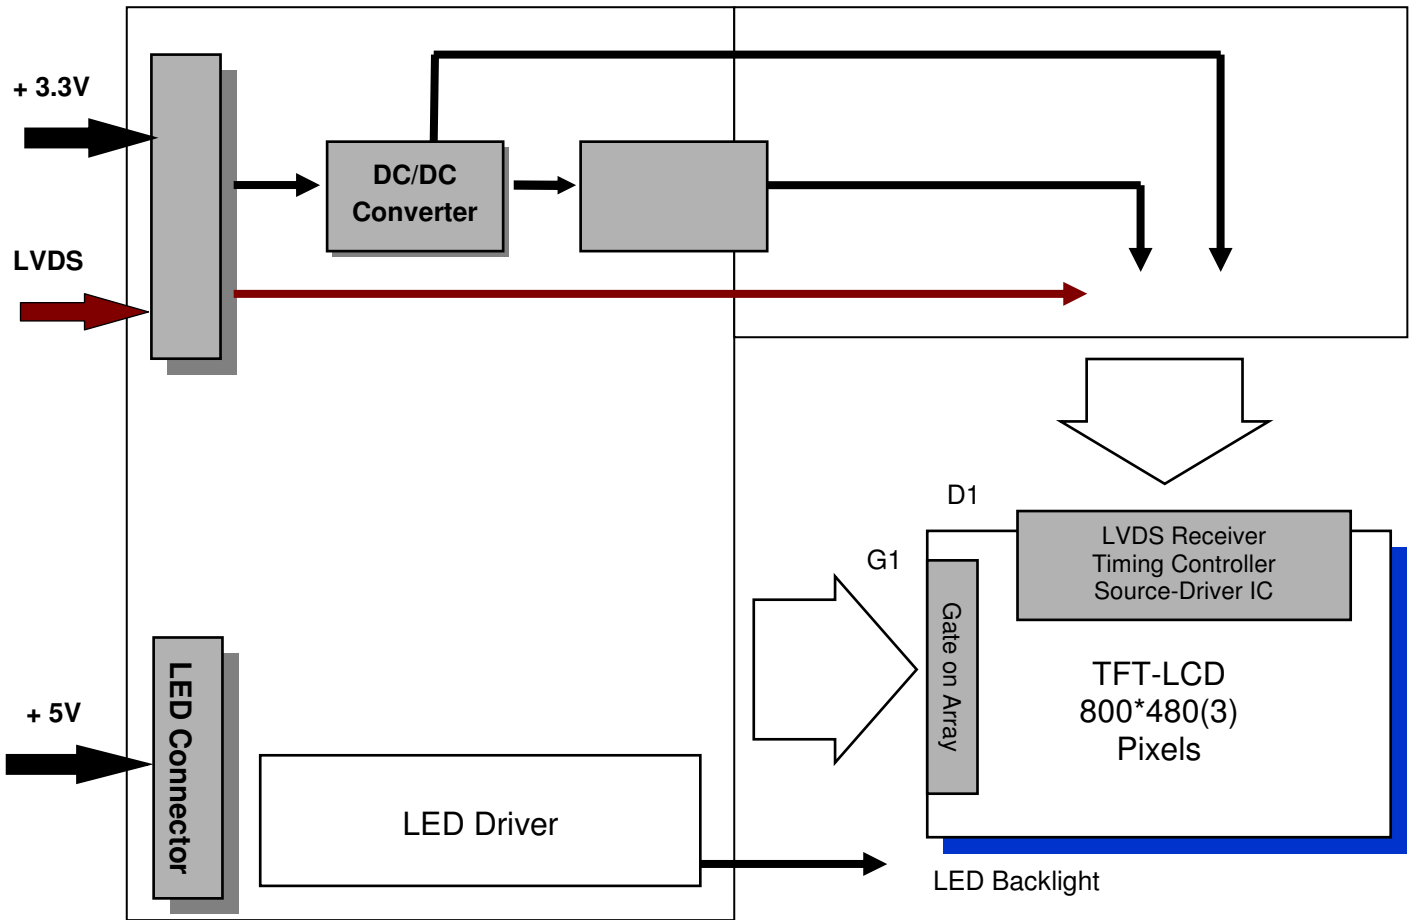 + 3.3V
DC/DC
Converter
LVDS
D1
LVDS Receiver
Timing Controller
Source-Driver IC
G1
Gate on Array
TFT-LCD
800*480(3)
Pixels
LED Connector
+ 5V
LED Driver
LED Backlight